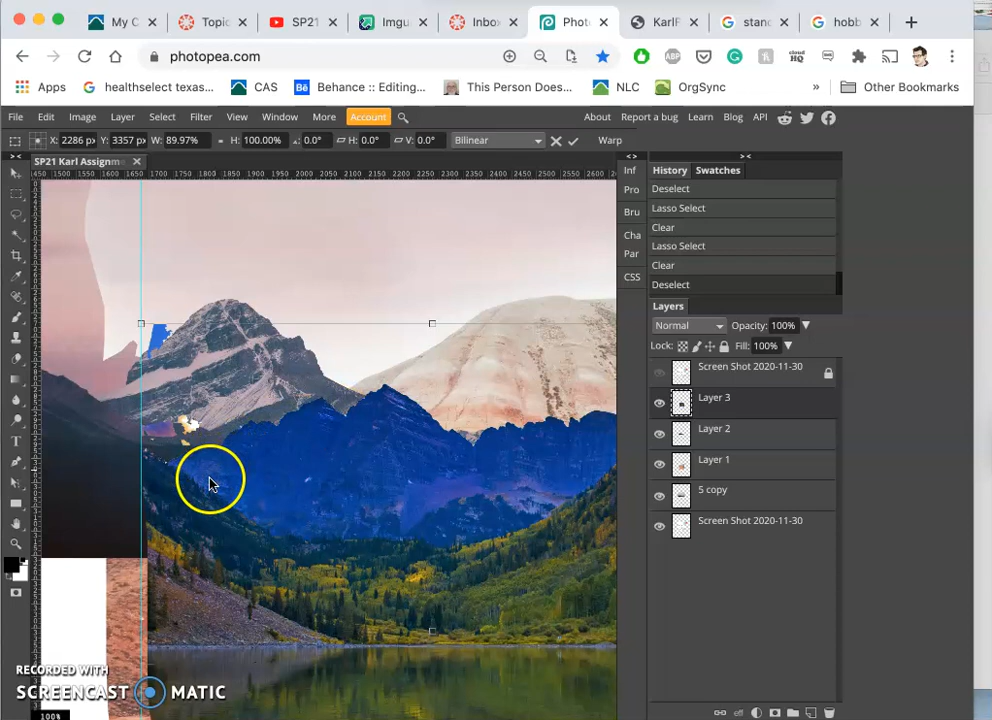 My C
Topic
SP21
Imgu
Inbo
Photo
KarlF
stanc
hobb
photopea.com
Apps
healthselect texas...
CAS
Behance :: Editing...
This Person Does...
NLC
OrgSync
»
Other Bookmarks
File Edit Image Layer Select Filter View Window More Account
About Report a bug Learn Blog API
X: 2286 px Y: 3357 px W: 89.97% H: 100.00% 0.0° H: 0.0° V: 0.0° Bilinear Warp
SP21 Karl Assignm
Inf
Pro
Bru
Cha
Par
CSS
History Swatches
Deselect
Lasso Select
Clear
Lasso Select
Clear
Deselect
Layers
Normal Opacity: 100%
Lock: Fill: 100%
Screen Shot 2020-11-30
Layer 3
Layer 2
Layer 1
5 copy
Screen Shot 2020-11-30
RECORDED WITH
SCREENCAST MATIC
100%